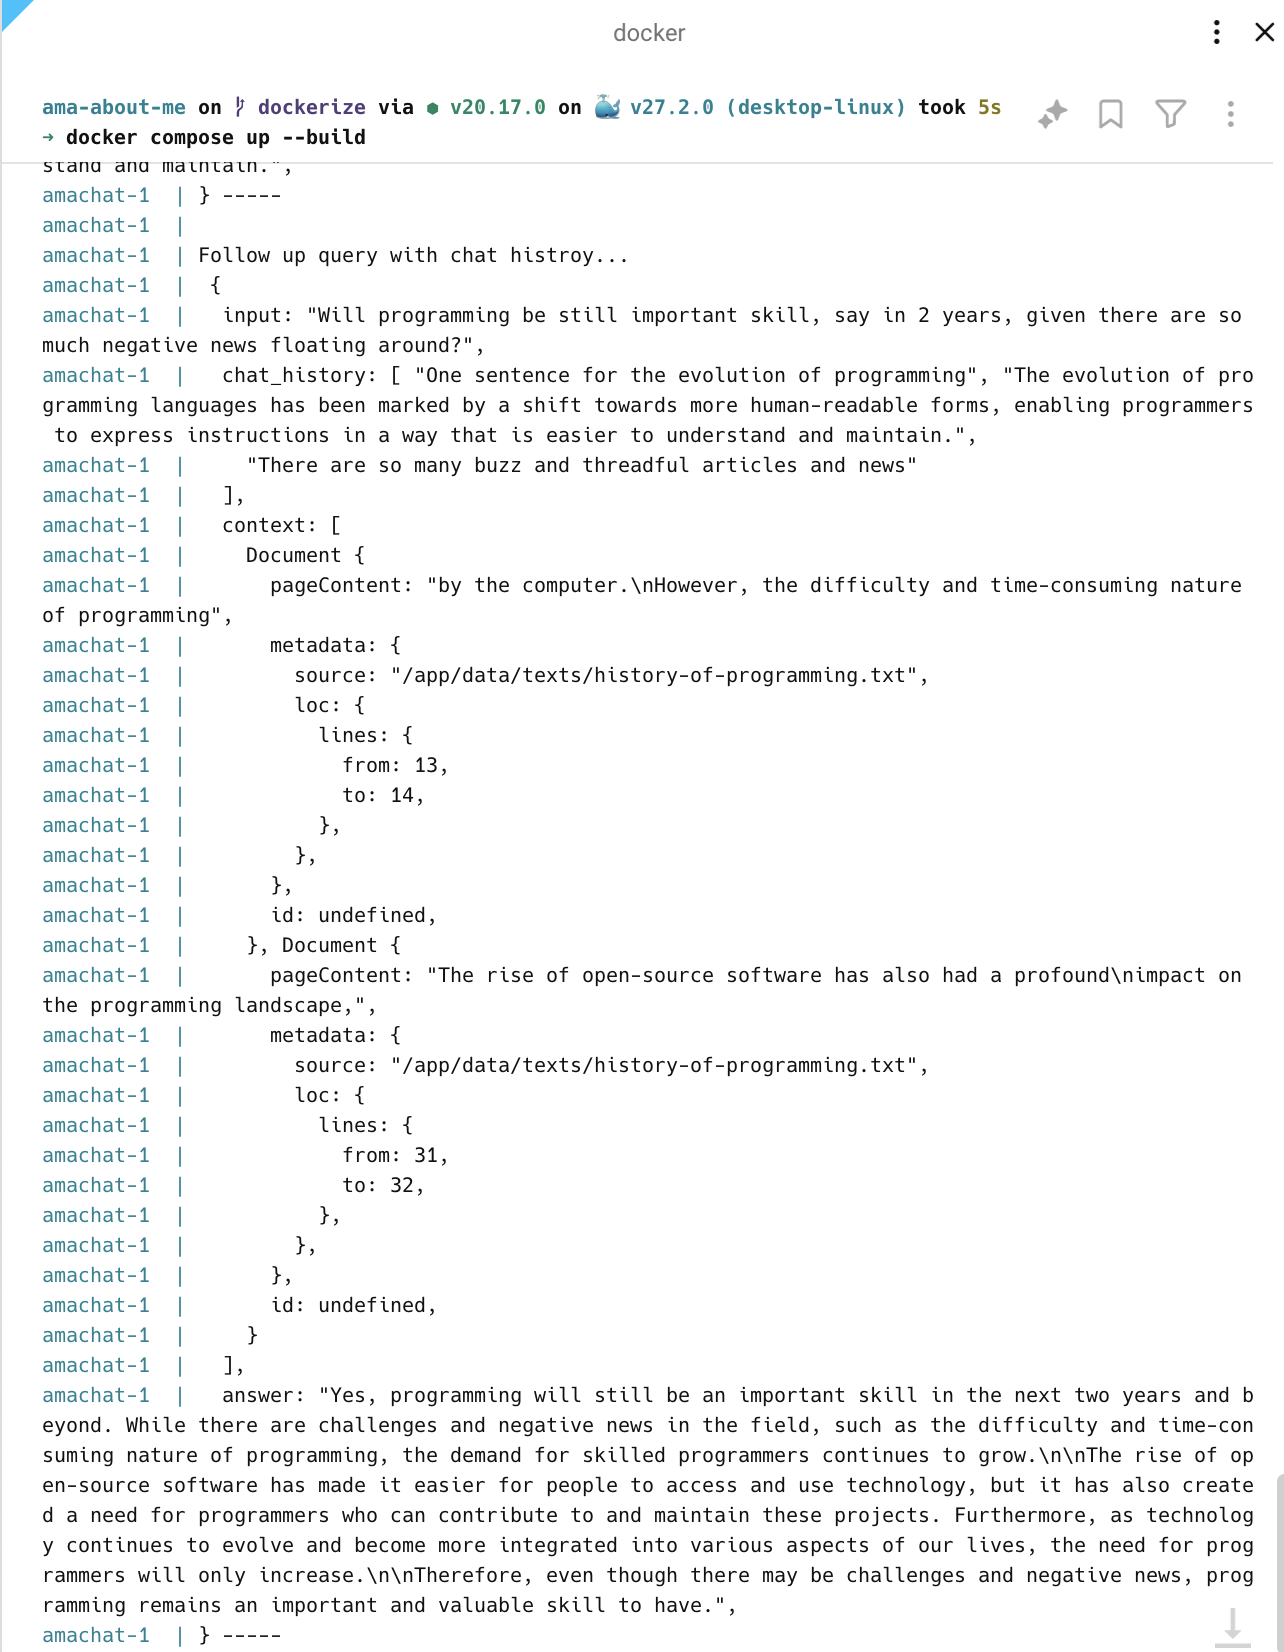 docker
ama-about-me on dockerize via v20.17.0 on v27.2.0 (desktop-linux) took 5s
→ docker compose up --build
stand and maintain.",
amachat-1 | } -----
amachat-1 |
amachat-1 | Follow up query with chat histroy...
amachat-1 | {
amachat-1 | input: "Will programming be still important skill, say in 2 years, given there are so
much negative news floating around?",
amachat-1 | chat_history: [ "One sentence for the evolution of programming", "The evolution of pro
gramming languages has been marked by a shift towards more human-readable forms, enabling programmers
to express instructions in a way that is easier to understand and maintain.",
amachat-1 | "There are so many buzz and threadful articles and news"
amachat-1 | ],
amachat-1 | context: [
amachat-1 | Document {
amachat-1 | pageContent: "by the computer.\nHowever, the difficulty and time-consuming nature
of programming",
amachat-1 | metadata: {
amachat-1 | source: "/app/data/texts/history-of-programming.txt",
amachat-1 | loc: {
amachat-1 | lines: {
amachat-1 | from: 13,
amachat-1 | to: 14,
amachat-1 | },
amachat-1 | },
amachat-1 | },
amachat-1 | id: undefined,
amachat-1 | }, Document {
amachat-1 | pageContent: "The rise of open-source software has also had a profound\nimpact on
the programming landscape,",
amachat-1 | metadata: {
amachat-1 | source: "/app/data/texts/history-of-programming.txt",
amachat-1 | loc: {
amachat-1 | lines: {
amachat-1 | from: 31,
amachat-1 | to: 32,
amachat-1 | },
amachat-1 | },
amachat-1 | },
amachat-1 | id: undefined,
amachat-1 | }
amachat-1 | ],
amachat-1 | answer: "Yes, programming will still be an important skill in the next two years and b
eyond. While there are challenges and negative news in the field, such as the difficulty and time-con
suming nature of programming, the demand for skilled programmers continues to grow.\n\nThe rise of op
en-source software has made it easier for people to access and use technology, but it has also create
d a need for programmers who can contribute to and maintain these projects. Furthermore, as technolog
y continues to evolve and become more integrated into various aspects of our lives, the need for prog
rammers will only increase.\n\nTherefore, even though there may be challenges and negative news, prog
ramming remains an important and valuable skill to have.",
amachat-1 | } -----